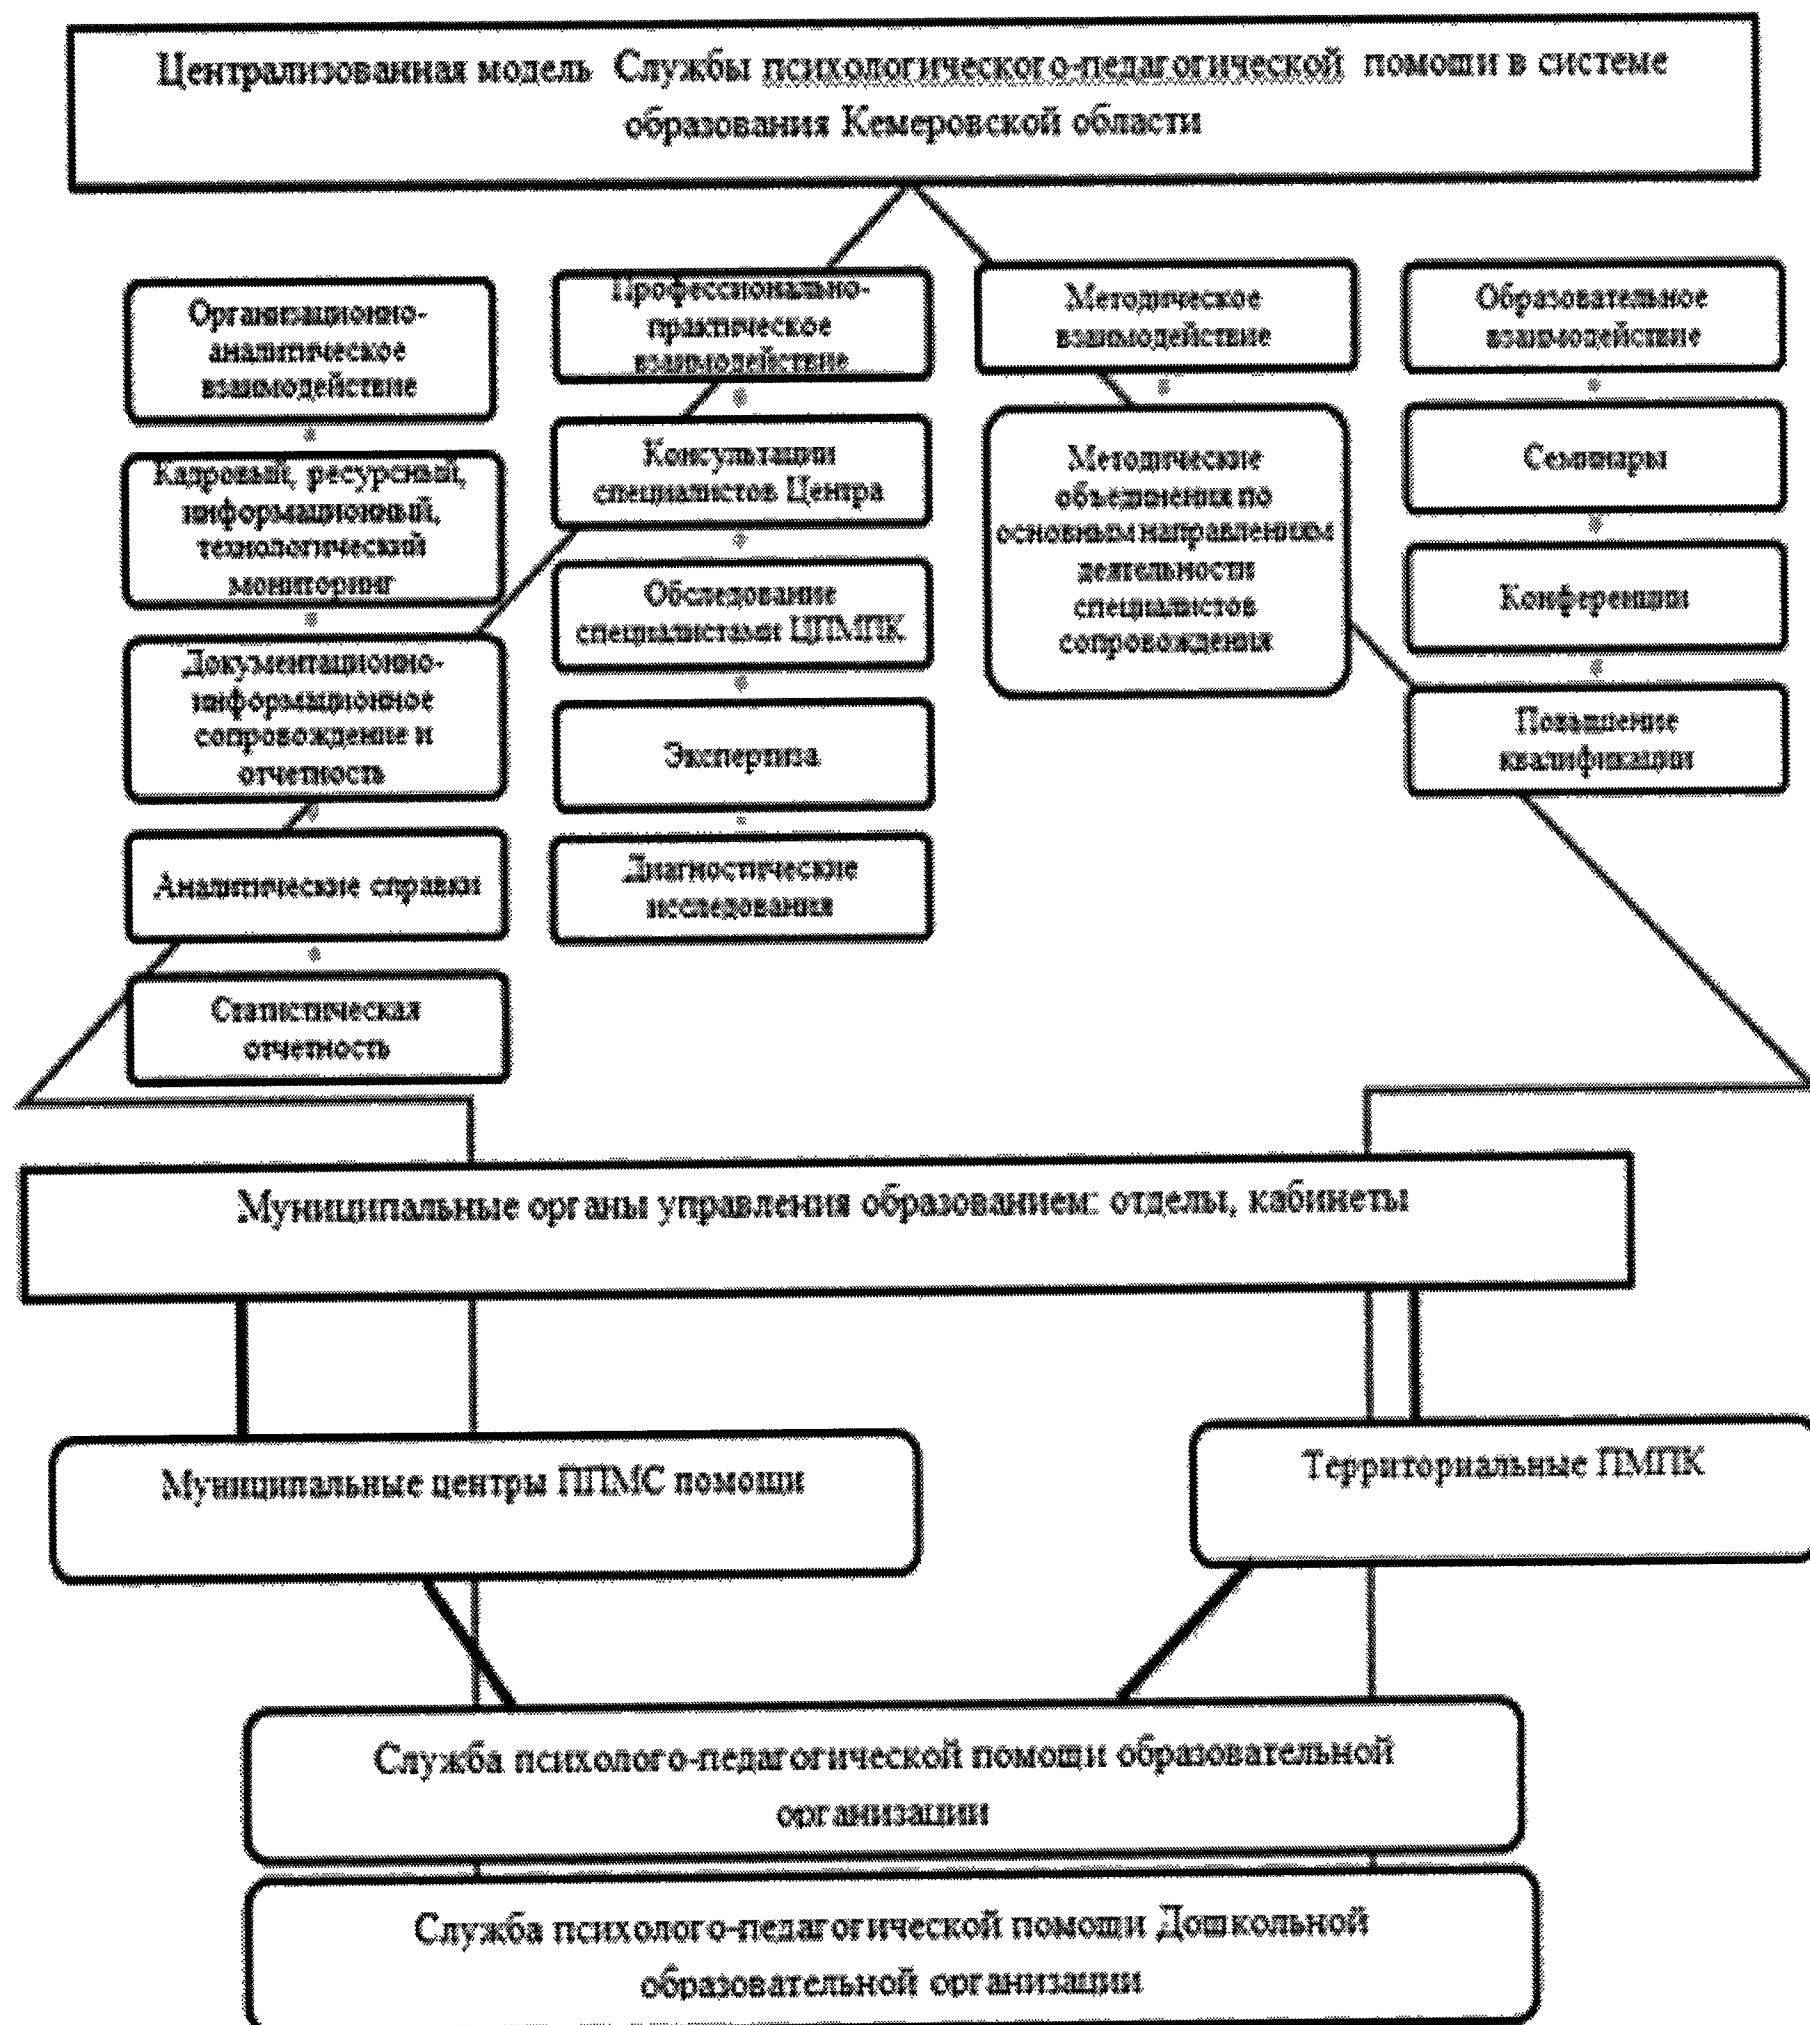 Централизованная модель Службы психологического-педагогической помощи в системе
образования Кемеровской области
Организационно-
аналитическое
взаимодействие
Кадровый, ресурсный,
информационный,
технологический
мониторинг
Документационно-
информационное
сопровождение и
отчетность
Аналитические справки
Статистическая
отчетность
Профессионально-
практическое
взаимодействие
Консультации
специалистов Центра
Обследование
специалистами ЦПМПК
Экспертиза
Диагностические
исследования
Методическое
взаимодействие
Методические
объединения по
основным направлениям
деятельности
специалистов
сопровождения
Образовательное
взаимодействие
Семинары
Конференции
Повышение
квалификации
Муниципальные органы управления образованием: отделы, кабинеты
Муниципальные центры ППМС помощи
Территориальные ПМПК
Служба психолого-педагогической помощи образовательной
организации
Служба психолого-педагогической помощи Дошкольной
образовательной организации